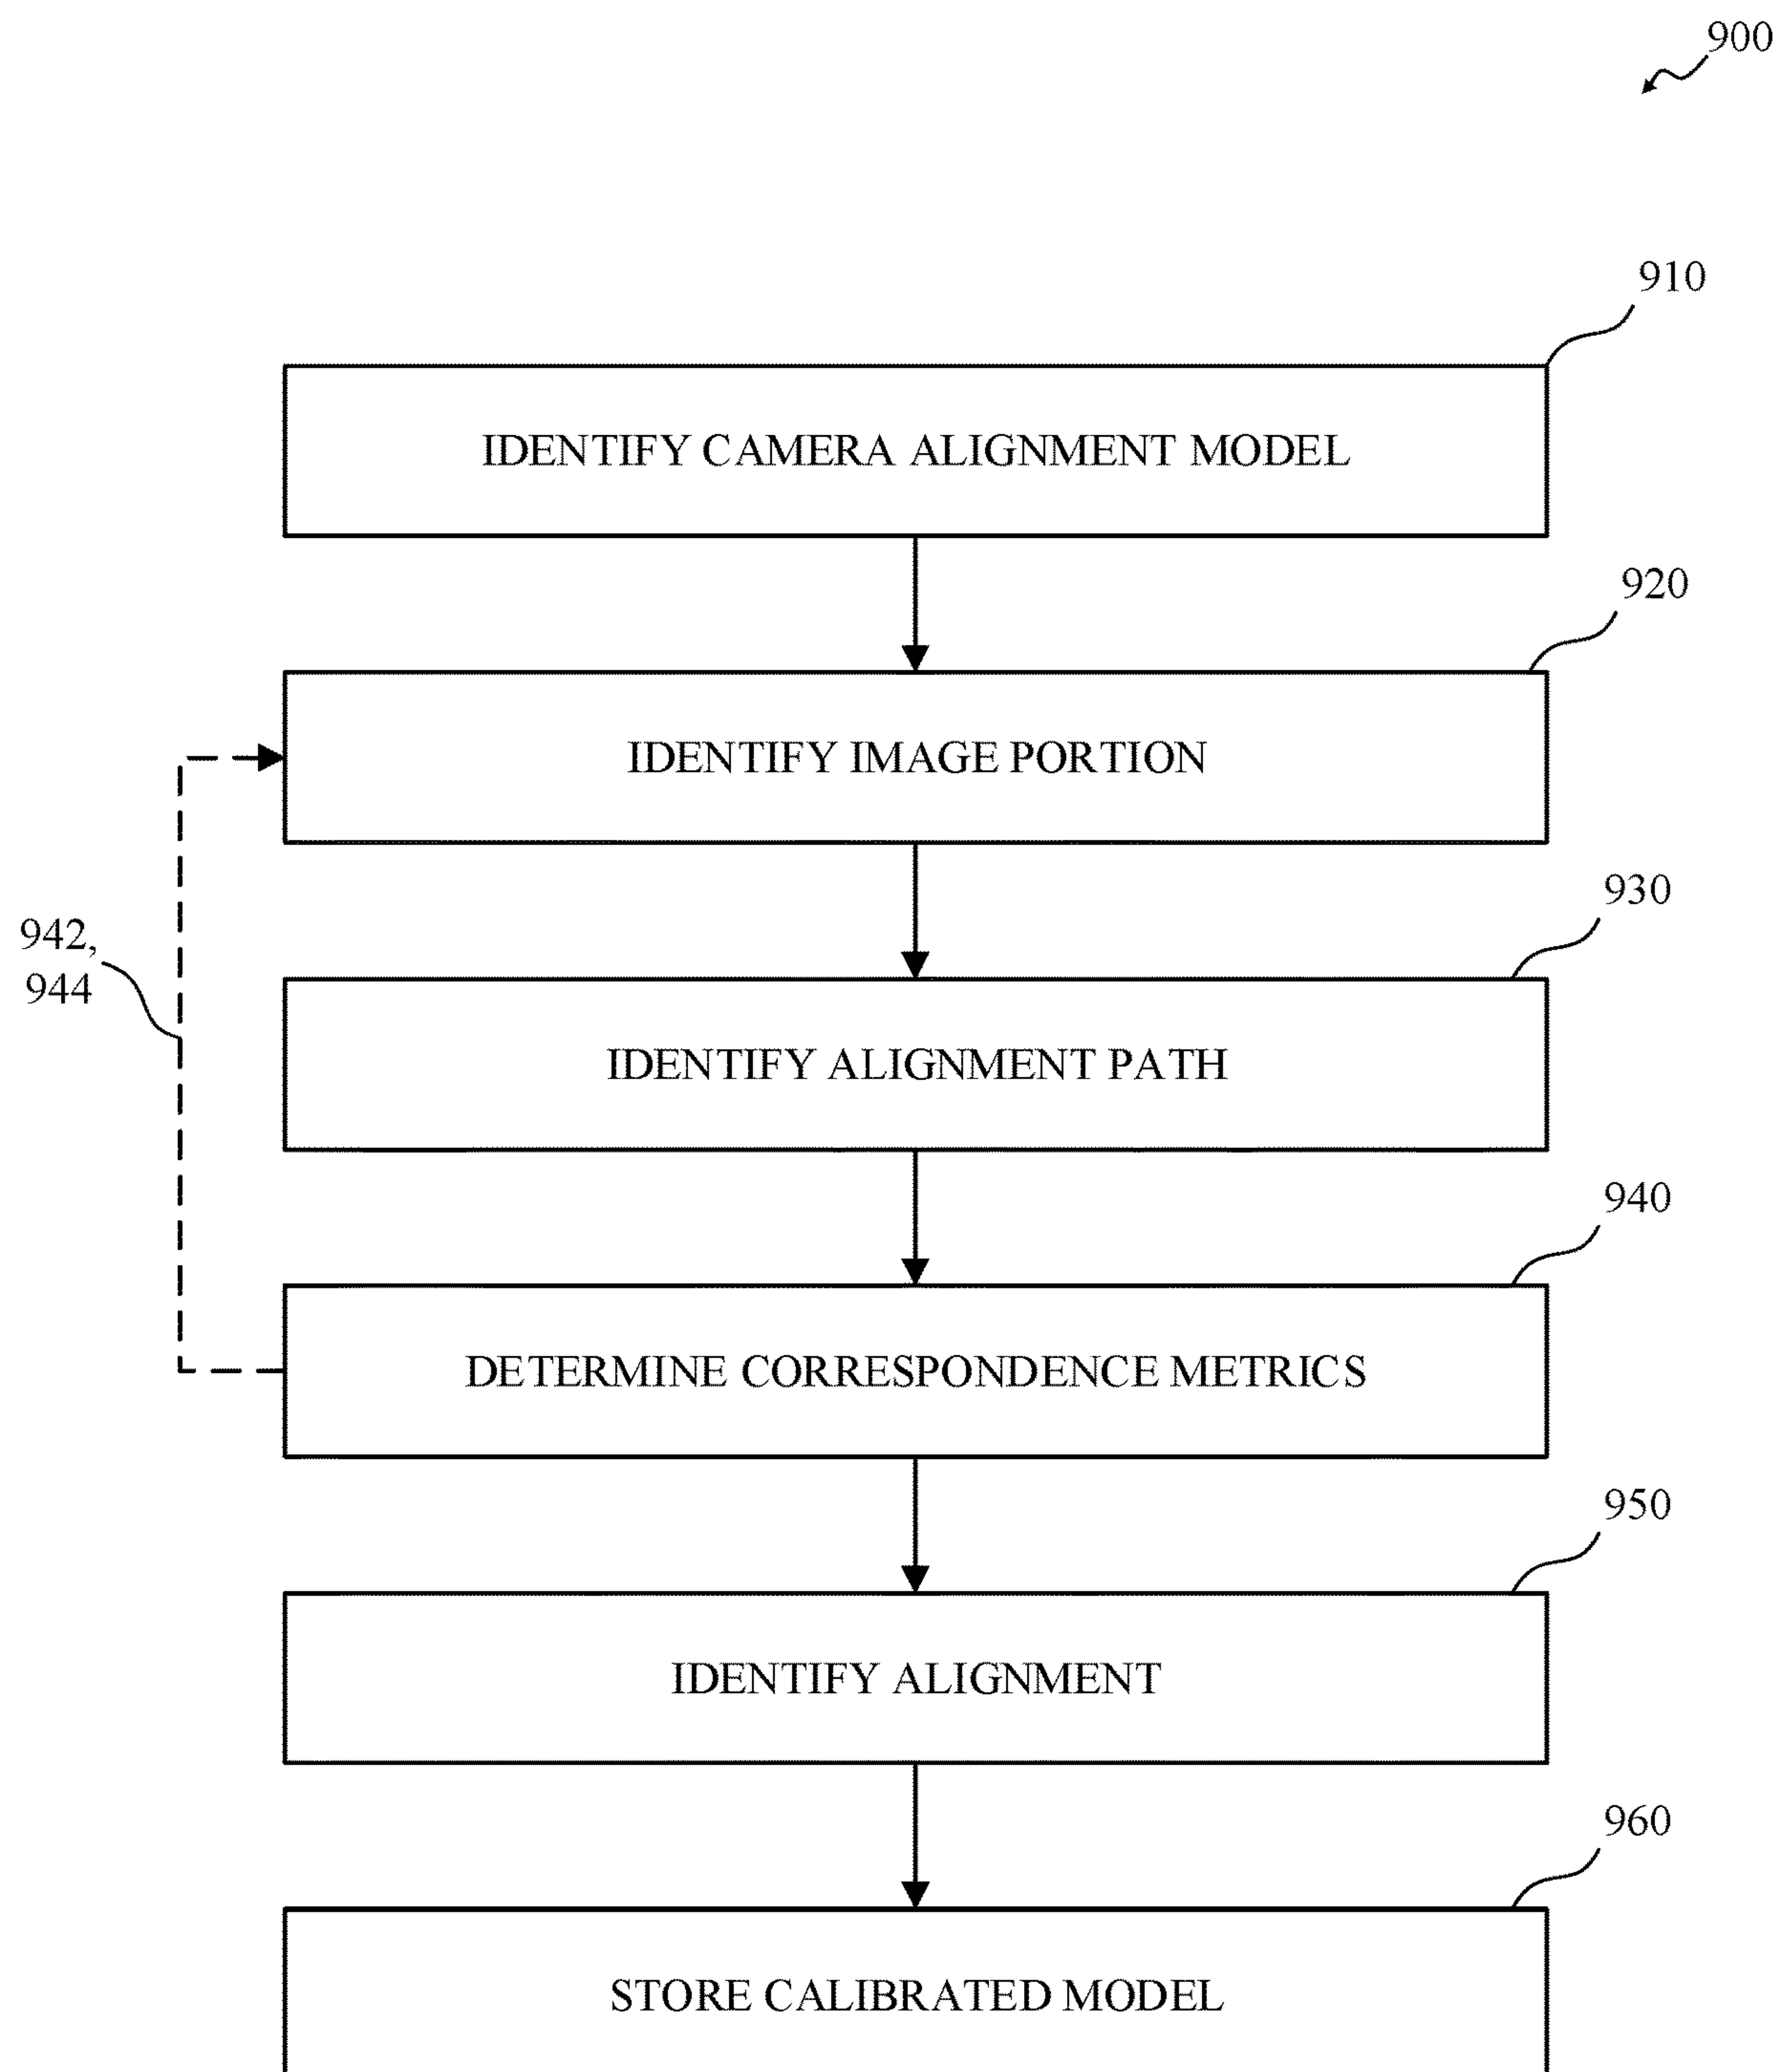 900
910
IDENTIFY CAMERA ALIGNMENT MODEL
920
IDENTIFY IMAGE PORTION
930
942,
944
IDENTIFY ALIGNMENT PATH
940
DETERMINE CORRESPONDENCE METRICS
950
IDENTIFY ALIGNMENT
960
STORE CALIBRATED MODEL